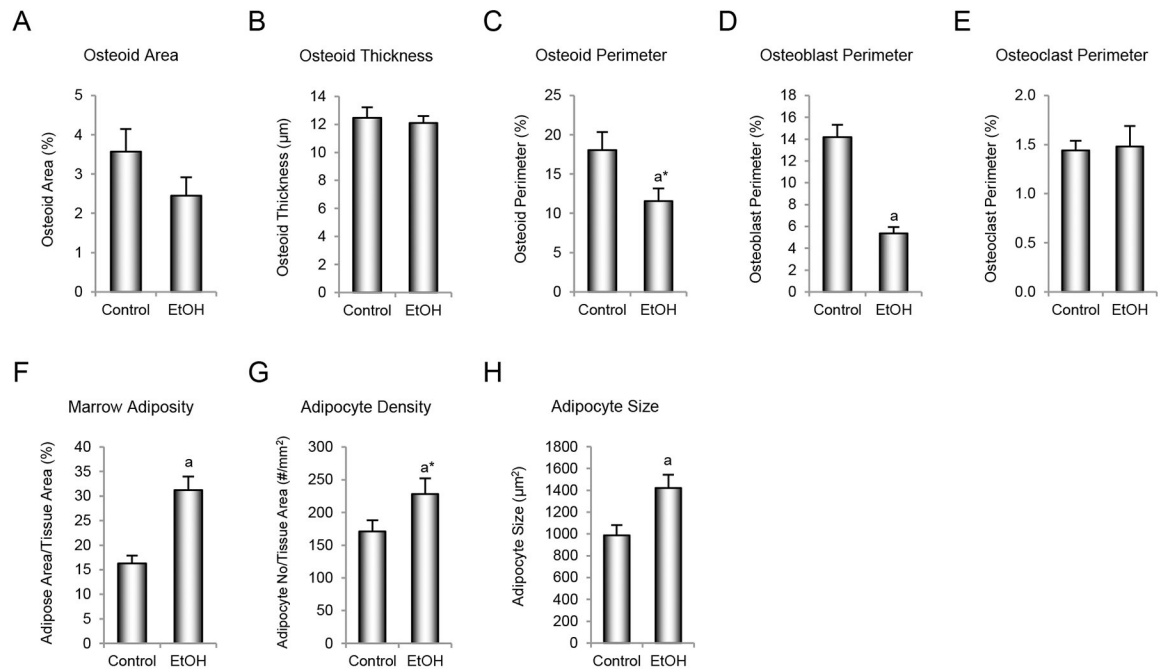 A
Osteoid Area
Osteoid Area (%)
5
4
3
2
1
0
Control EtOH
B
Osteoid Thickness
Osteoid Thickness (μm)
14
12
10
8
6
4
2
0
Control EtOH
C
Osteoid Perimeter
Osteoid Perimeter (%)
25
20
15
10
5
0
a*
Control EtOH
D
Osteoblast Perimeter
Osteoblast Perimeter (%)
18
16
14
12
10
8
6
4
2
0
a
Control EtOH
E
Osteoclast Perimeter
Osteoclast Perimeter (%)
2.0
1.5
1.0
0.5
0.0
Control EtOH
F
Marrow Adiposity
Adipose Area/Tissue Area (%)
40
35
30
25
20
15
10
5
0
a
Control EtOH
G
Adipocyte Density
Adipocyte No/Tissue Area (#/mm²)
300
250
200
150
100
50
0
a*
Control EtOH
H
Adipocyte Size
Adipocyte Size (μm²)
1800
1600
1400
1200
1000
800
600
400
200
0
a
Control EtOH